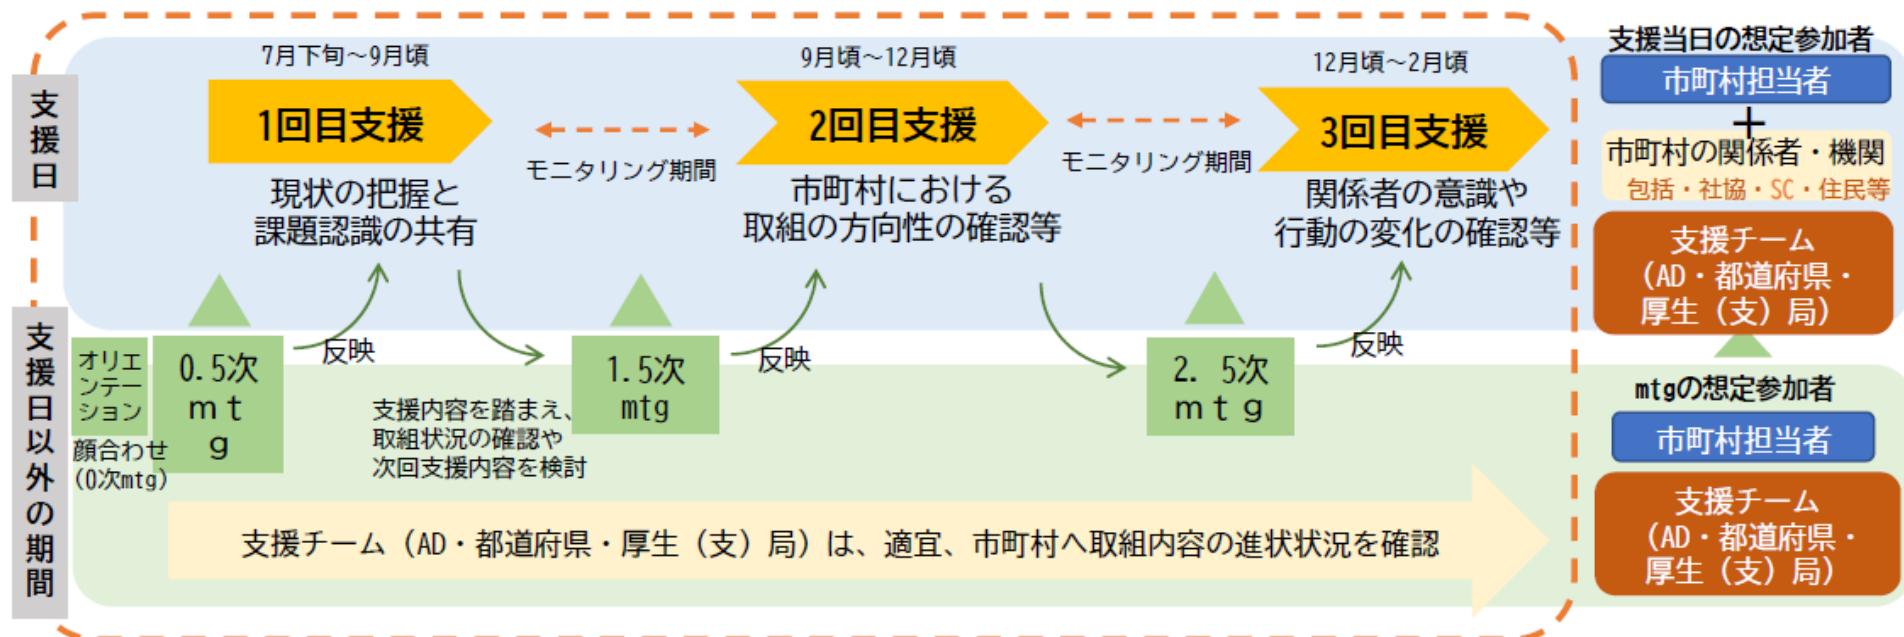 支援日
7月下旬～9月頃
1回目支援
現状の把握と
課題認識の共有
モニタリング期間
9月頃～12月頃
2回目支援
市町村における
取組の方向性の確認等
モニタリング期間
12月頃～2月頃
3回目支援
関係者の意識や
行動の変化の確認等
支援当日の想定参加者
市町村担当者
＋
市町村の関係者・機関
包括・社協・SC・住民等
支援チーム
（AD・都道府県・
厚生（支）局）
支援日以外の期間
オリエ
ンテー
ション
顔合わせ
(0次mtg)
0.5次
ｍｔ
ｇ
反映
支援内容を踏まえ、
取組状況の確認や
次回支援内容を検討
1.5次
mtg
反映
2. 5次
ｍｔｇ
反映
支援チーム（AD・都道府県・厚生（支）局）は、適宜、市町村へ取組内容の進状状況を確認
mtgの想定参加者
市町村担当者
支援チーム
（AD・都道府県・
厚生（支）局）